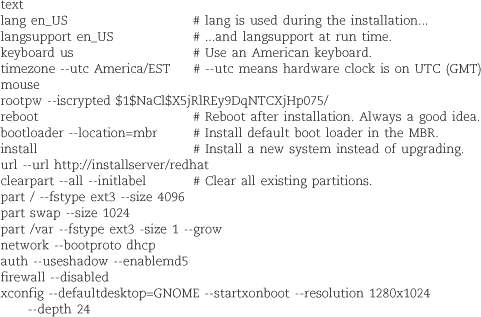 text
lang en_US # lang is used during the installation...
langsupport en_US # ...and langsupport at run time.
keyboard us # Use an American keyboard.
timezone --utc America/EST # --utc means hardware clock is on UTC (GMT)
mouse
rootpw --iscrypted $1$NaCl$X5jRlREy9DqNTCXjHp075/
reboot # Reboot after installation. Always a good idea.
bootloader --location=mbr # Install default boot loader in the MBR.
install # Install a new system instead of upgrading.
url --url http://installserver/redhat
clearpart --all --initlabel # Clear all existing partitions.
part / --fstype ext3 --size 4096
part swap --size 1024
part /var --fstype ext3 -size 1 --grow
network --bootproto dhcp
auth --useshadow --enablemd5
firewall --disabled
xconfig --defaultdesktop=GNOME --startxonboot --resolution 1280x1024
--depth 24